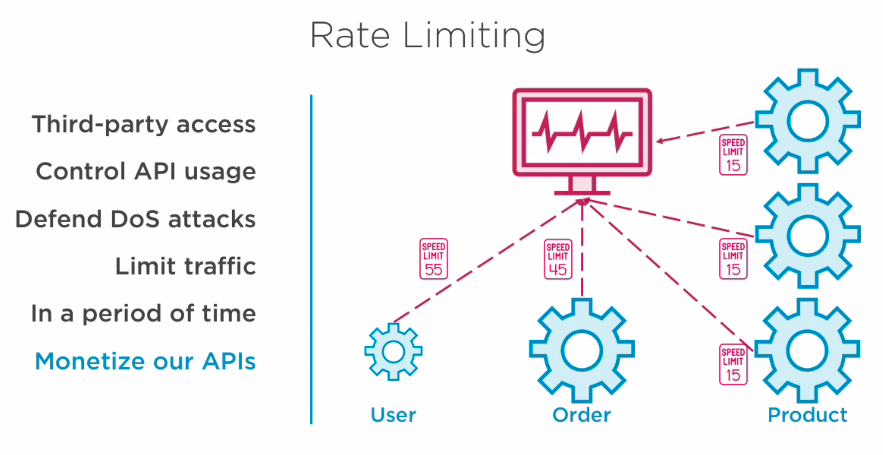 Rate Limiting
Third-party access
Control API usage
Defend DoS attacks
Limit traffic
In a period of time
Monetize our APIs
SPEED
LIMIT
15
SPEED
LIMIT
55
SPEED
LIMIT
45
SPEED
LIMIT
15
SPEED
LIMIT
15
User
Order
Product